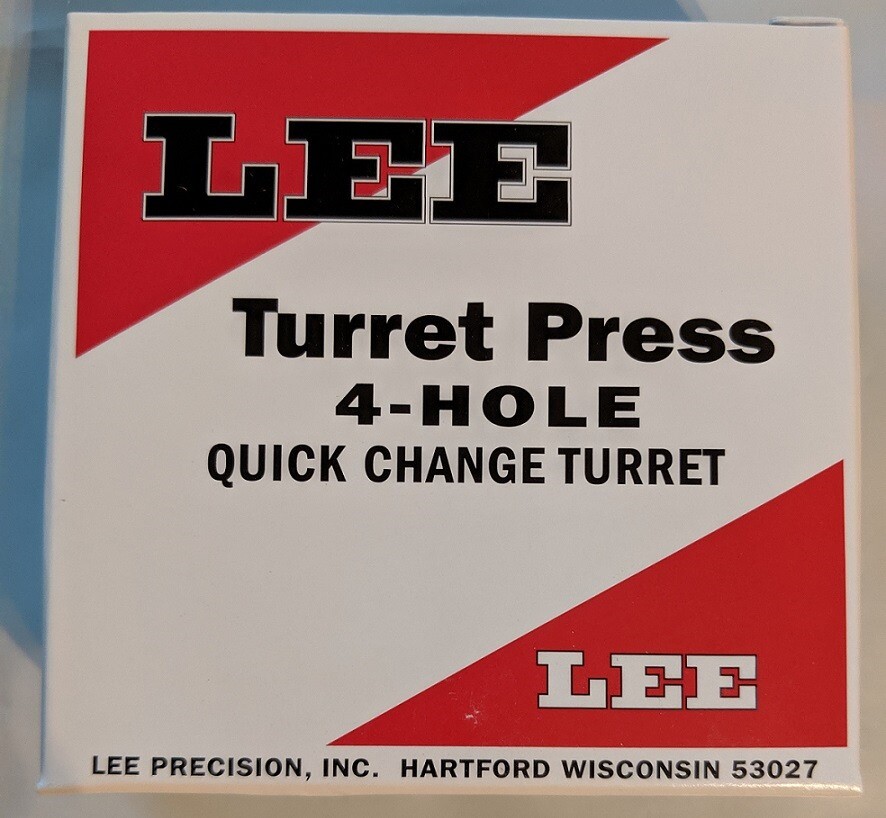 LEE
Turret Press
4-HOLE
QUICK CHANGE TURRET
LEE
LEE PRECISION, INC. HARTFORD WISCONSIN 53027